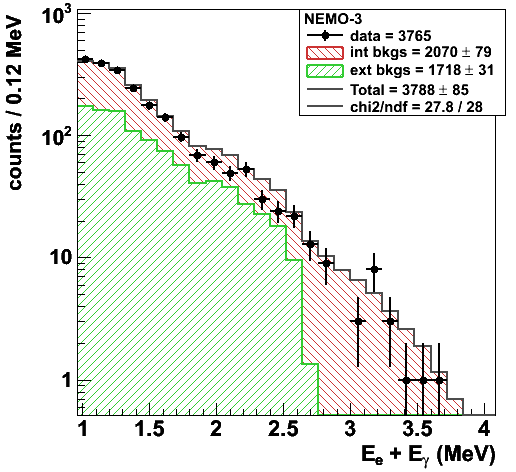 NEMO-3
data = 3765
int bkgs = 2070 ± 79
ext bkgs = 1718 ± 31
Total = 3788 ± 85
chi2/ndf = 27.8 / 28
counts / 0.12 MeV
10³
10²
10
1
1 1.5 2 2.5 3 3.5 4
Eₑ + Eᵧ (MeV)